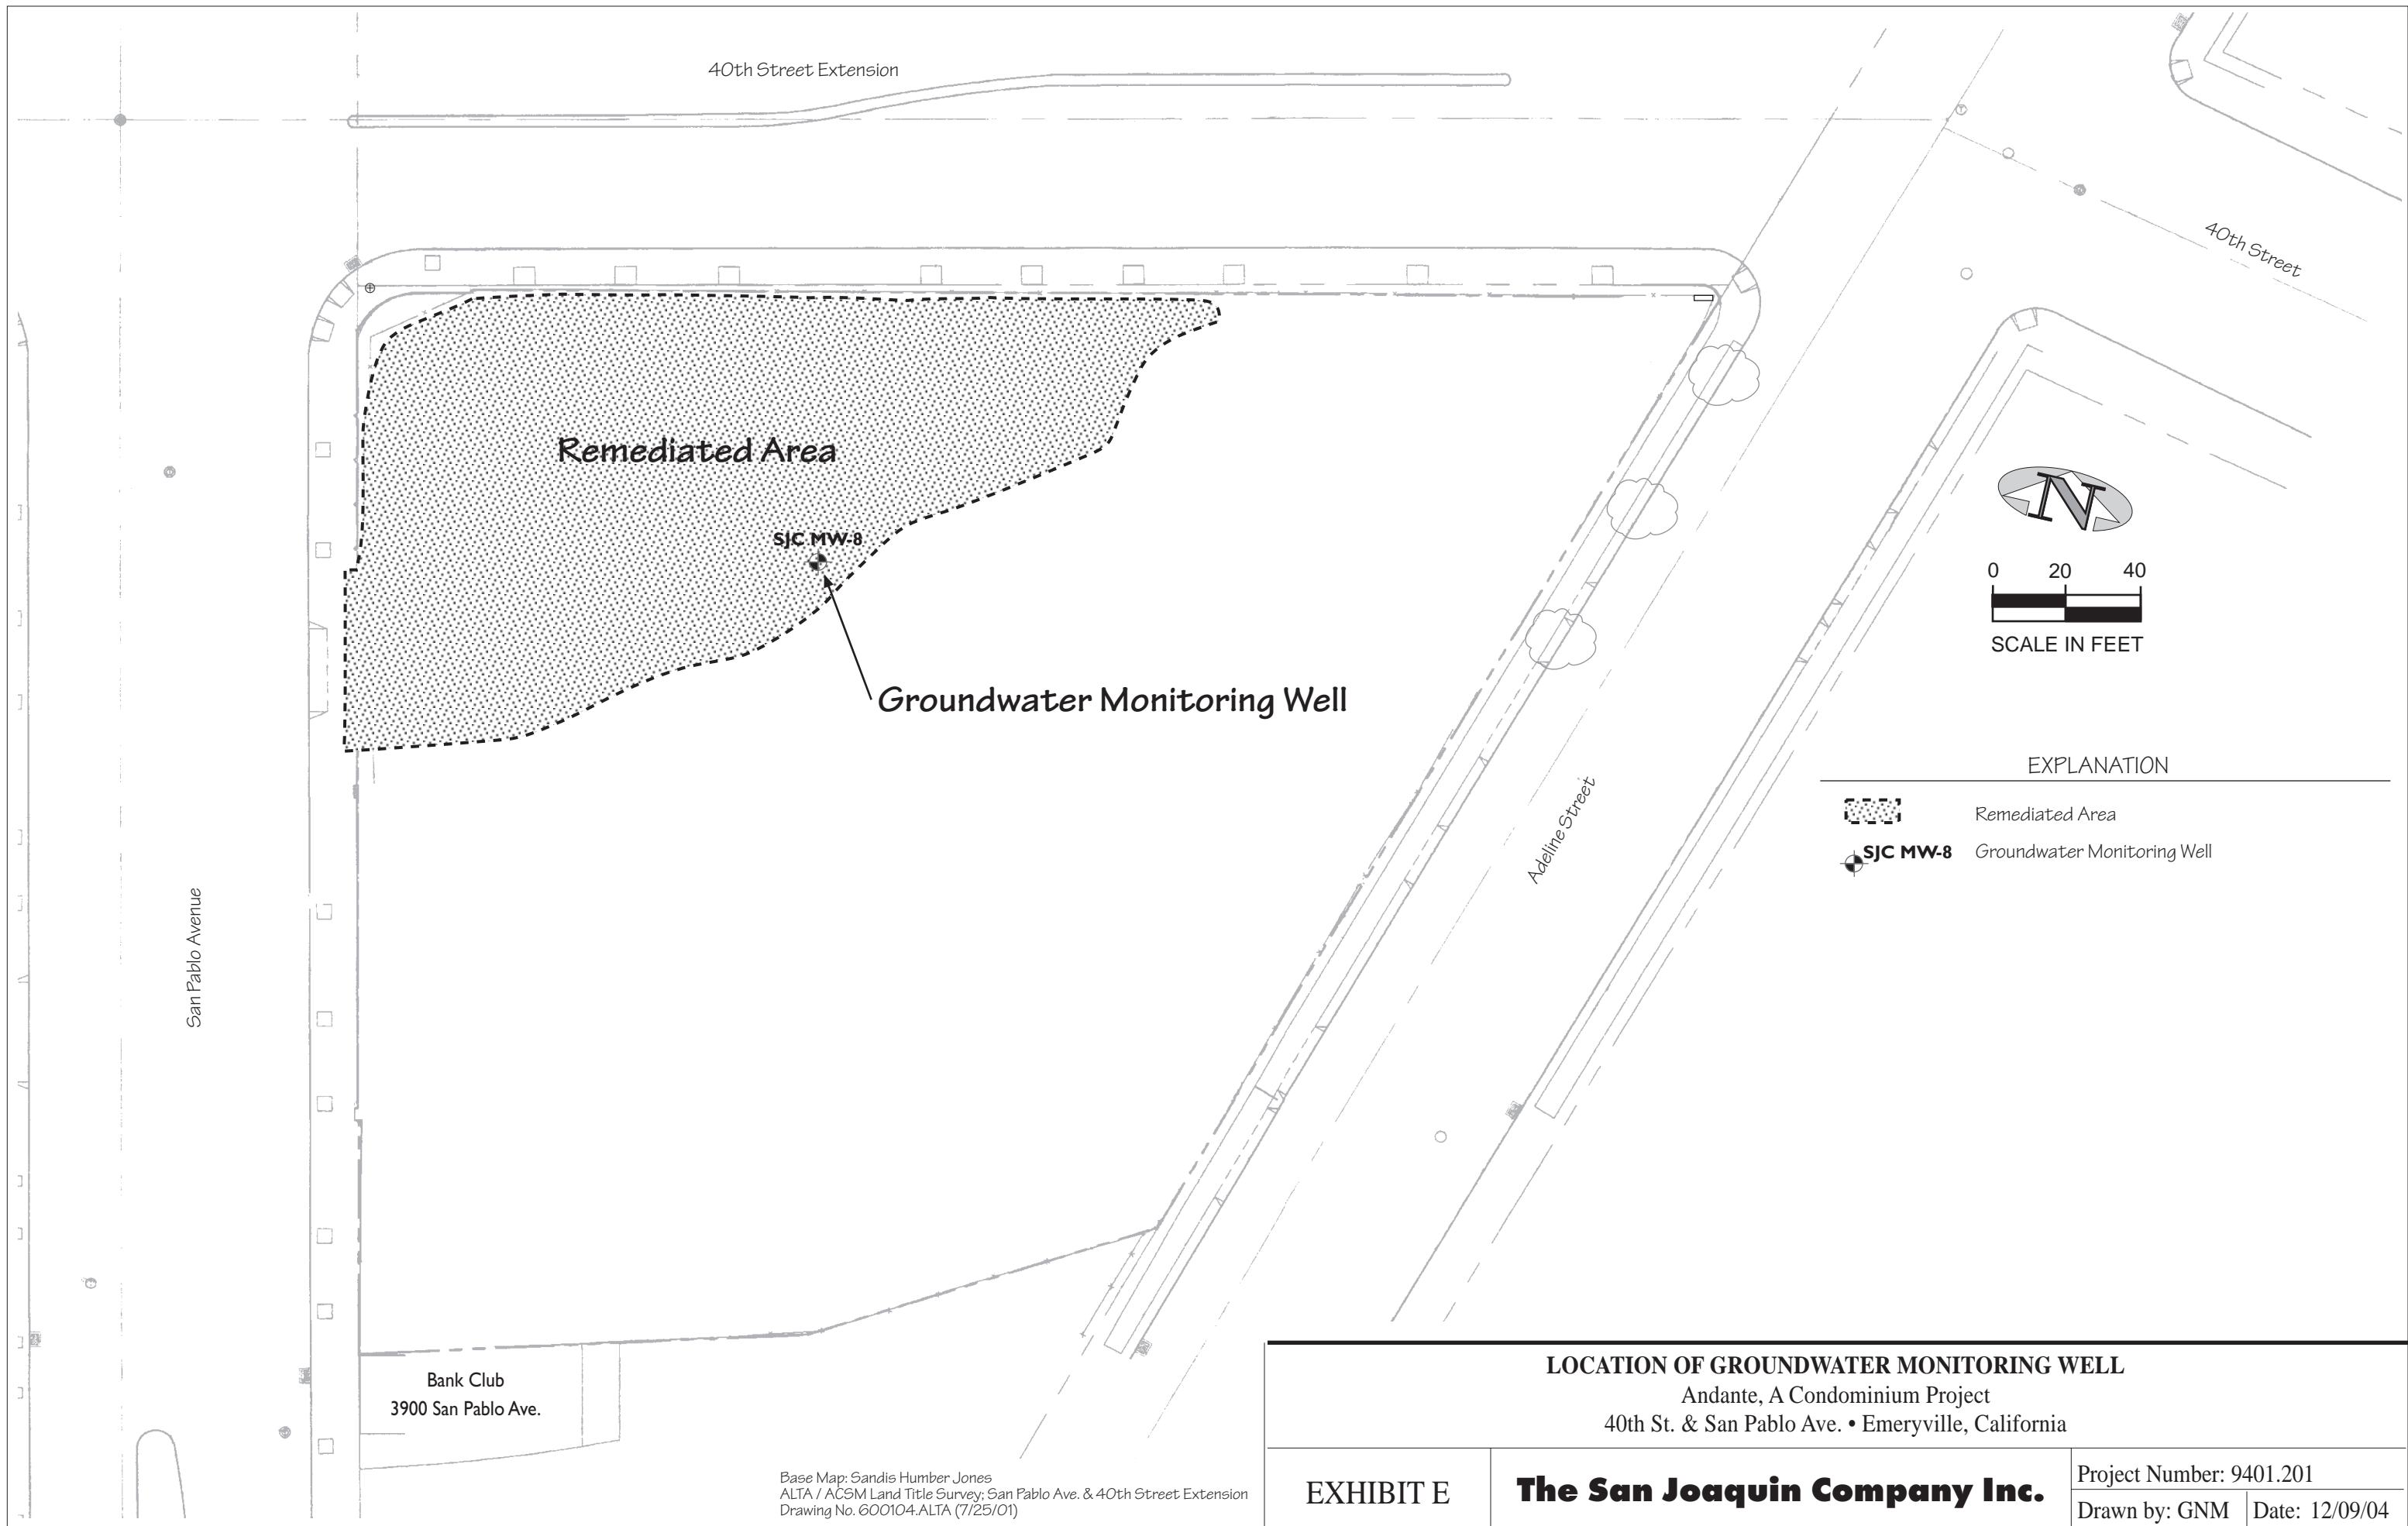 40th Street Extension
40th Street
Remediated Area
SJC MW-8
Groundwater Monitoring Well
N
0 20 40
SCALE IN FEET
EXPLANATION
Remediated Area
SJC MW-8 Groundwater Monitoring Well
Adeline Street
San Pablo Avenue
Bank Club
3900 San Pablo Ave.
Base Map: Sandis Humber Jones
ALTA / ACSM Land Title Survey; San Pablo Ave. & 40th Street Extension
Drawing No. 600104.ALTA (7/25/01)
LOCATION OF GROUNDWATER MONITORING WELL
Andante, A Condominium Project
40th St. & San Pablo Ave. • Emeryville, California
EXHIBIT E
The San Joaquin Company Inc.
Project Number: 9401.201
Drawn by: GNM Date: 12/09/04